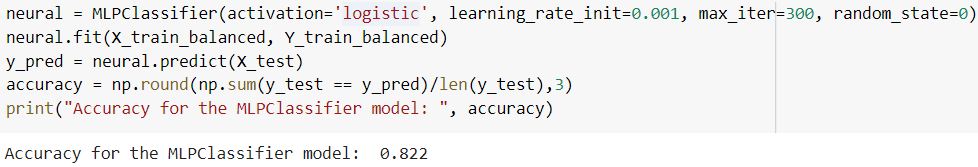 neural = MLPClassifier(activation='logistic', learning_rate_init=0.001, max_iter=300, random_state=0)
neural.fit(X_train_balanced, Y_train_balanced)
y_pred = neural.predict(X_test)
accuracy = np.round(np.sum(y_test == y_pred)/len(y_test),3)
print("Accuracy for the MLPClassifier model: ", accuracy)
Accuracy for the MLPClassifier model:  0.822